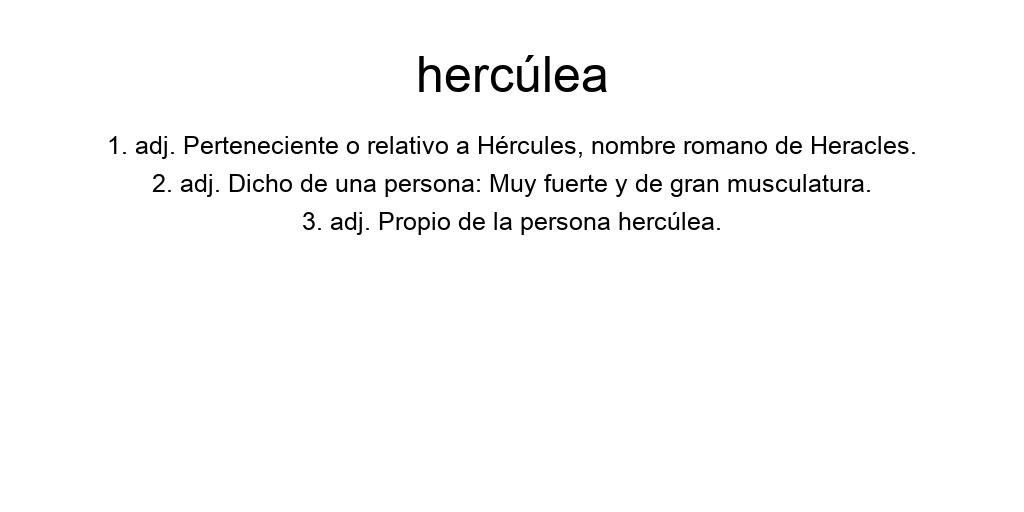 hercúlea
1. adj. Perteneciente o relativo a Hércules, nombre romano de Heracles.
2. adj. Dicho de una persona: Muy fuerte y de gran musculatura.
3. adj. Propio de la persona hercúlea.